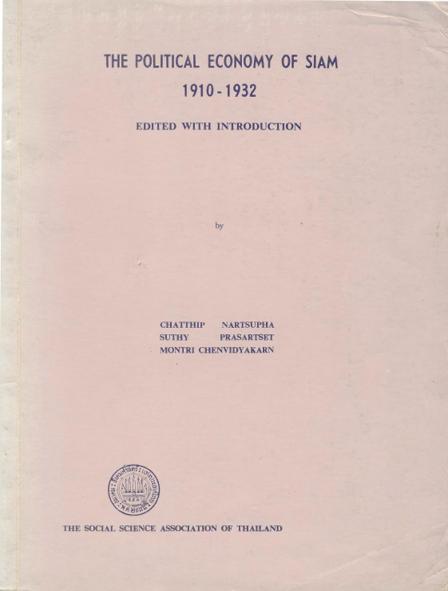 THE POLITICAL ECONOMY OF SIAM
1910 - 1932
EDITED WITH INTRODUCTION
by
CHATTHIP NARTSUPHA
SUTHY PRASARTSET
MONTRI CHENVIDYAKARN
THE SOCIAL SCIENCE ASSOCIATION OF THAILAND